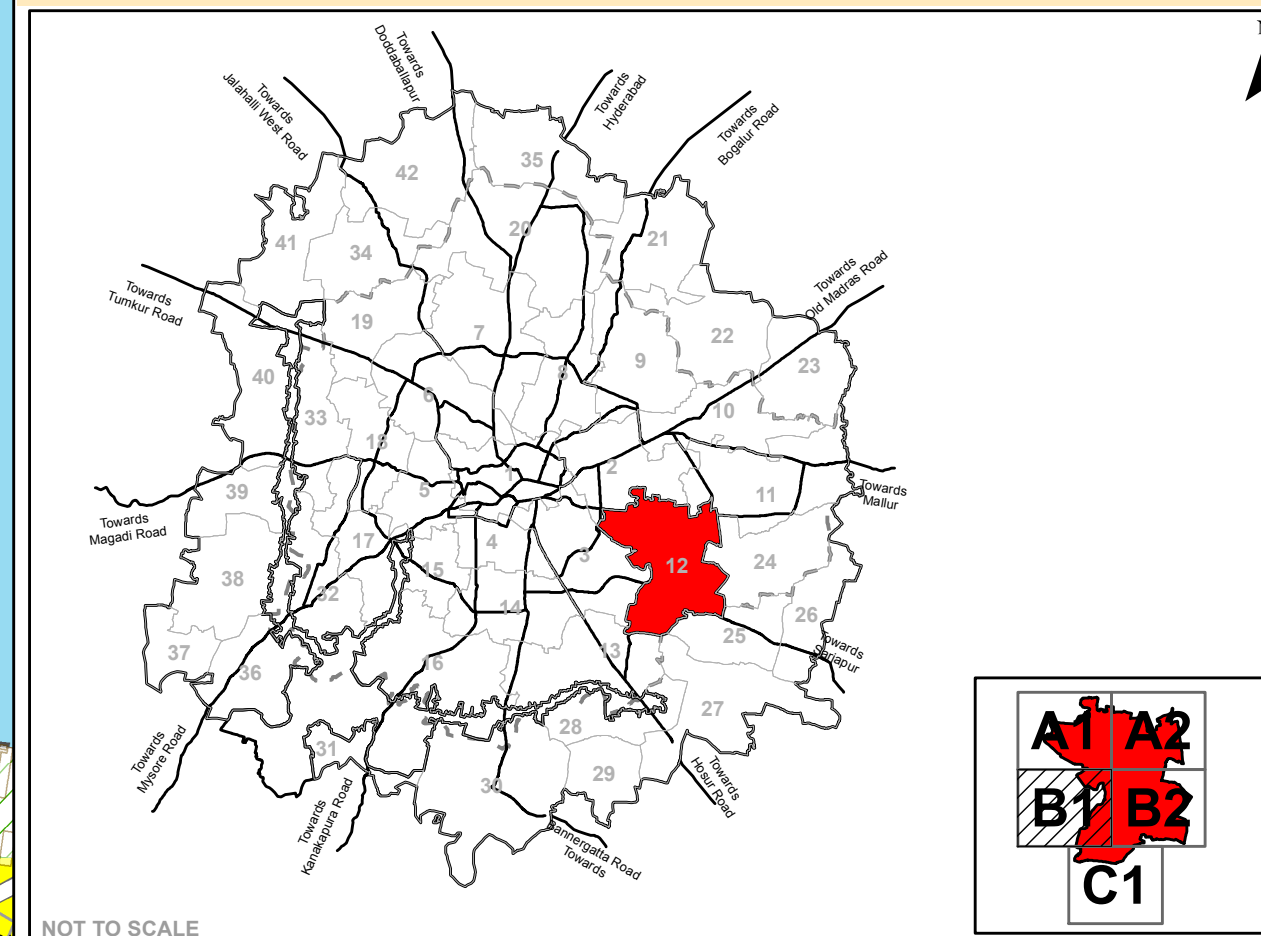 N
Towards
Doddaballapur
Towards
Jalahalli West Road
Towards
Hyderabad
Towards
Bogalur Road
42
35
20
21
41
34
Towards
Old Madras Road
Towards
Tumkur Road
19
7
22
9
8
23
40
6
10
33
18
2
1
5
39
11
Towards
Mallur
Towards
Magadi Road
17
4
3
15
12
24
38
32
14
26
25
13
Towards
Sarjapur
37
36
16
27
28
31
29
30
Towards
Mysore Road
Towards
Kanakapura Road
Towards
Hosur Road
Bannergatta Road
Towards
A1
A2
B1
B2
C1
NOT TO SCALE